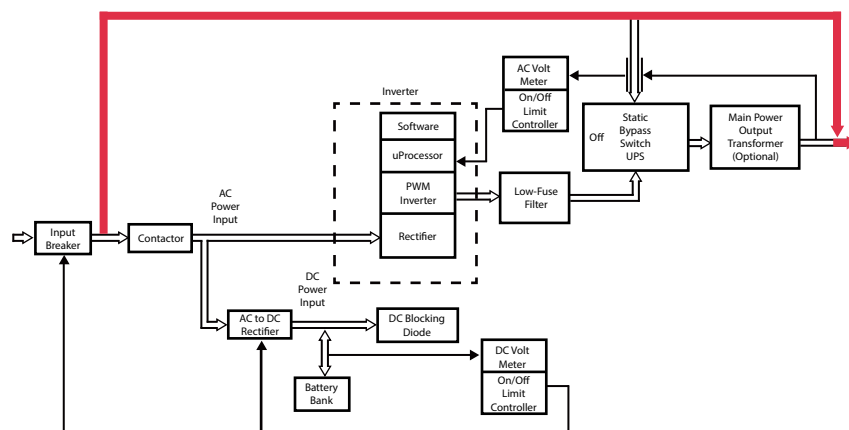 Inverter
AC Volt
Meter
On/Off
Limit
Controller
Software
uProcessor
PWM
Inverter
Rectifier
Off
Static
Bypass
Switch
UPS
Main Power
Output
Transformer
(Optional)
Low-Fuse
Filter
AC
Power
Input
Input
Breaker
Contactor
DC
Power
Input
AC to DC
Rectifier
DC Blocking
Diode
DC Volt
Meter
On/Off
Limit
Controller
Battery
Bank